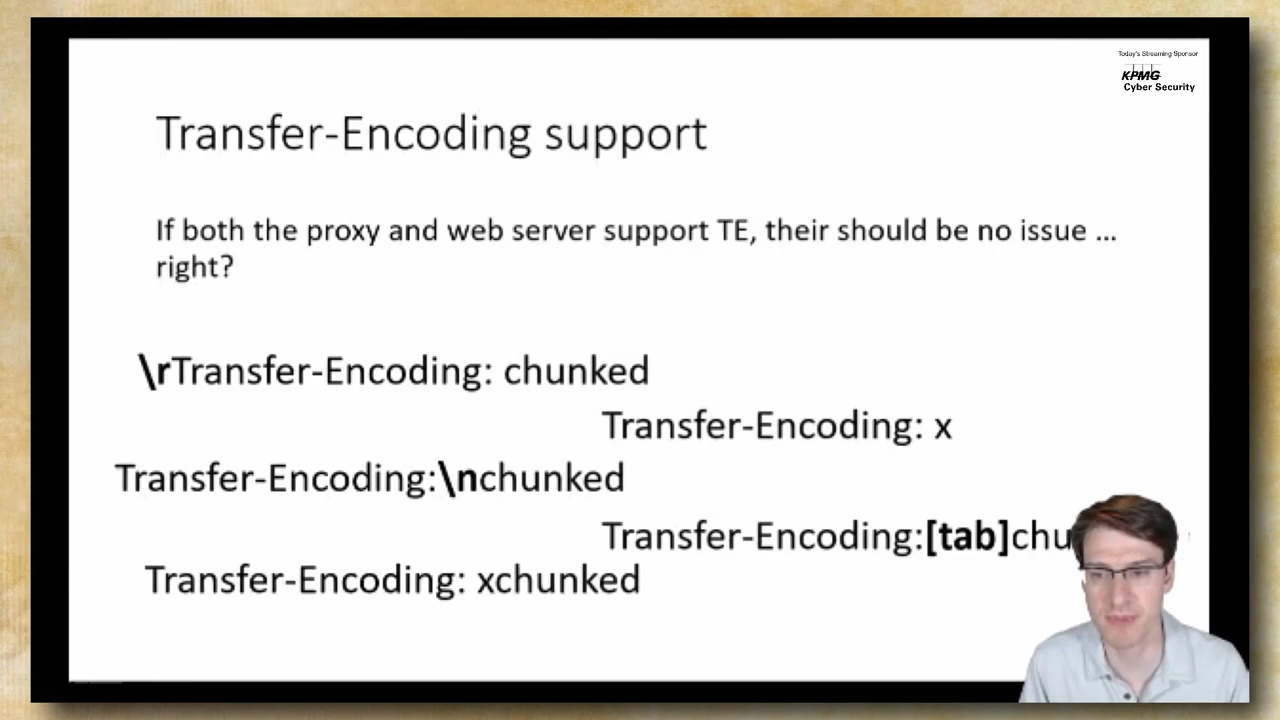 Today's Streaming Sponsor
KPMG
Cyber Security
Transfer-Encoding support
If both the proxy and web server support TE, their should be no issue ...
right?
\rTransfer-Encoding: chunked
Transfer-Encoding: x
Transfer-Encoding:\nchunked
Transfer-Encoding:[tab]chu
Transfer-Encoding: xchunked